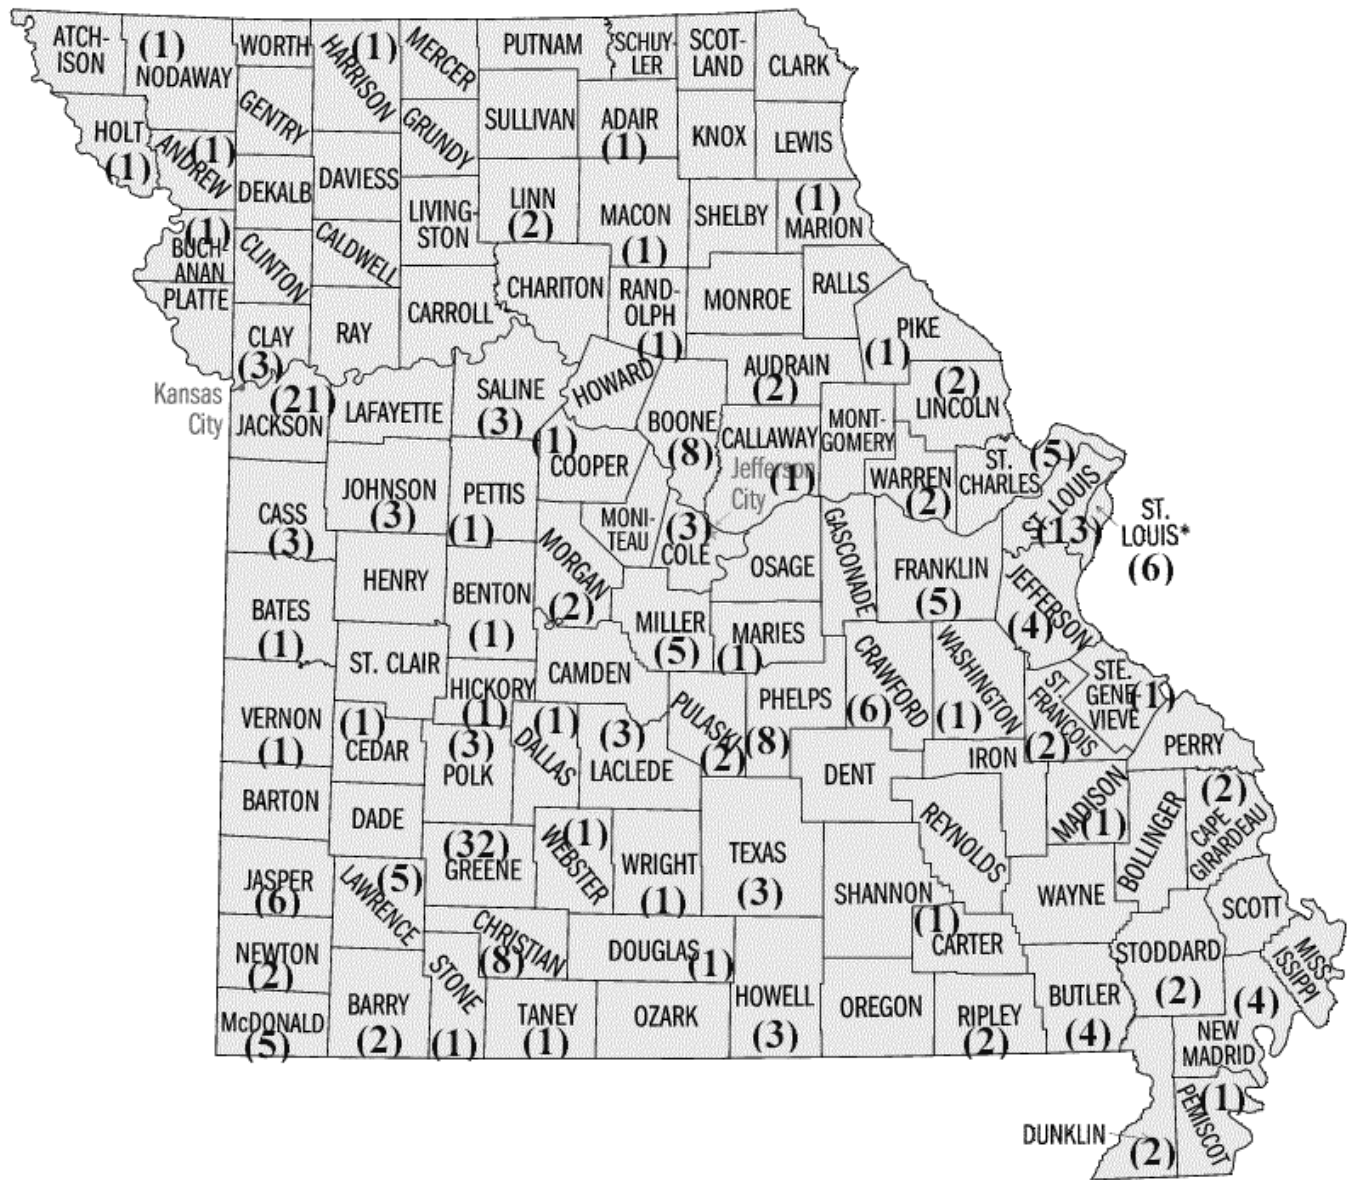 ATCH-
ISON
(1)
NODAWAY
WORTH
(1)
HARRISON
MERCER
PUTNAM
SCHUY-
LER
SCOT-
LAND
CLARK
HOLT
(1)
(1)
ANDREW
GENTRY
GRUNDY
SULLIVAN
ADAIR
(1)
KNOX
LEWIS
DEKALB
DAVIESS
LIVING-
STON
LINN
(2)
MACON
(1)
SHELBY
(1)
MARION
(1)
BUCH-
ANAN
CLINTON
CALDWELL
PLATTE
CLAY
(3)
RAY
CARROLL
CHARITON
RAND-
OLPH
(1)
MONROE
RALLS
PIKE
(1)
Kansas
City
(21)
JACKSON
LAFAYETTE
SALINE
(3)
HOWARD
BOONE
(8)
AUDRAIN
(2)
(2)
LINCOLN
(1)
COOPER
CALLAWAY
(1)
Jefferson
City
MONT-
GOMERY
WARREN
(2)
ST.
CHARLES
(5)
ST. LOUIS
(13)
ST.
LOUIS*
(6)
CASS
(3)
JOHNSON
(3)
PETTIS
(1)
MONI-
TEAU
(3)
COLE
OSAGE
GASCONADE
FRANKLIN
(5)
JEFFERSON
(4)
BATES
(1)
HENRY
BENTON
(1)
MORGAN
(2)
MILLER
(5)
MARIES
(1)
ST. CLAIR
HICKORY
(1)
CAMDEN
PULASKI
(2)
PHELPS
(8)
CRAWFORD
(6)
WASHINGTON
(1)
ST.
FRANCOIS
(2)
STE.
GENE-
VIEVE
(1)
PERRY
VERNON
(1)
(1)
CEDAR
(3)
POLK
(1)
DALLAS
(3)
LACLEDE
DENT
IRON
MADISON
(1)
BOLLINGER
(2)
CAPE
GIRARDEAU
BARTON
DADE
(32)
GREENE
(1)
WEBSTER
WRIGHT
(1)
TEXAS
(3)
REYNOLDS
SHANNON
WAYNE
JASPER
(6)
(5)
LAWRENCE
CHRISTIAN
(8)
DOUGLAS
(1)
(1)
CARTER
SCOTT
STODDARD
(2)
MISS-
ISSIPPI
NEWTON
(2)
McDONALD
(5)
BARRY
(2)
STONE
(1)
TANEY
(1)
OZARK
HOWELL
(3)
OREGON
RIPLEY
(2)
BUTLER
(4)
(4)
NEW
MADRID
DUNKLIN
(2)
(1)
PEMISCOT